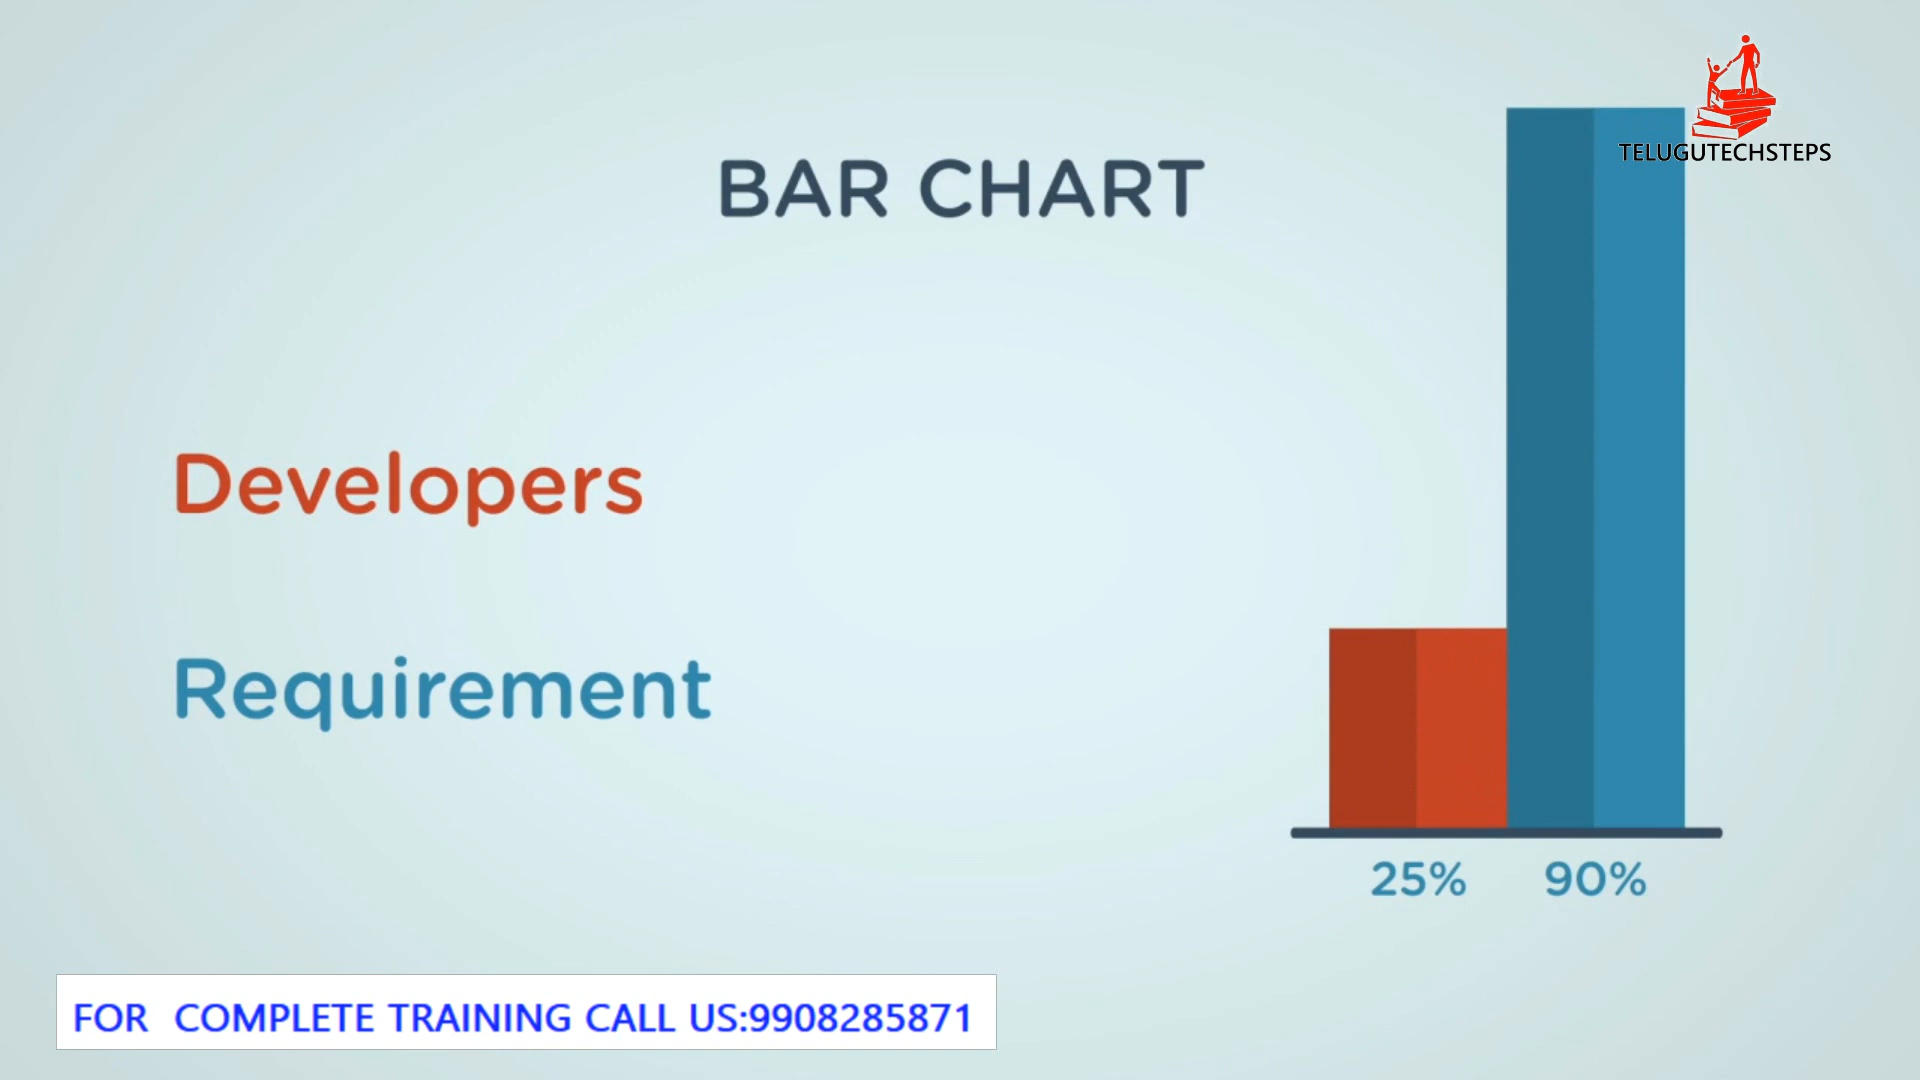 TELUGUTECHSTEPS
BAR CHART
Developers
Requirement
25% 90%
FOR COMPLETE TRAINING CALL US:9908285871